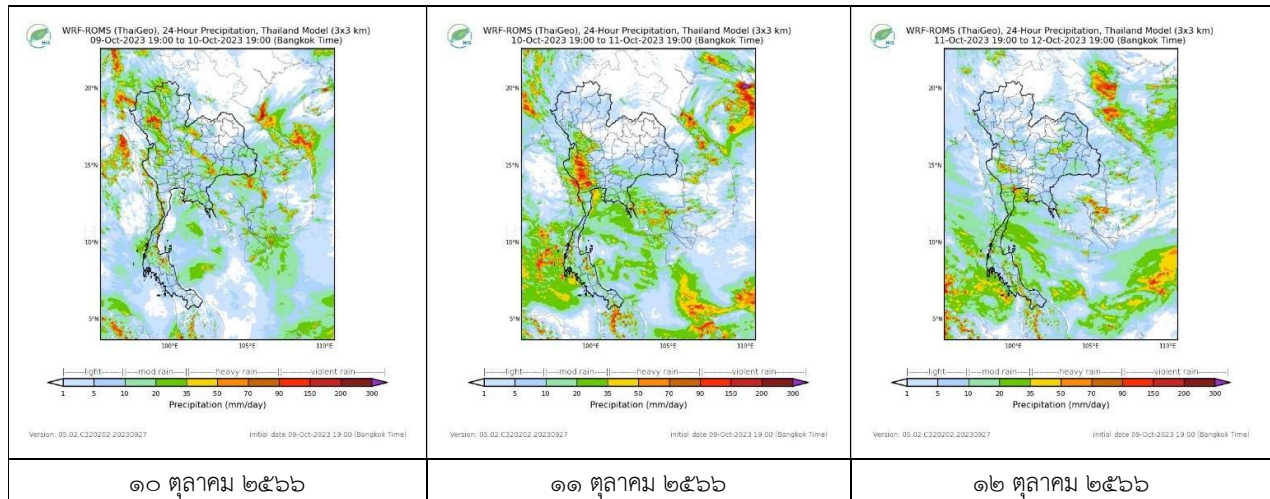 WRF-ROMS (ThaiGeo), 24-Hour Precipitation, Thailand Model (3x3 km)
09-Oct-2023 19:00 to 10-Oct-2023 19:00 (Bangkok Time)
20°N
15°N
10°N
5°N
100°E 105°E 110°E
|--------light-------||----mod rain----||-------heavy rain-------||-----------violent rain--------|
1 5 10 20 35 50 70 90 150 200 300
Precipitation (mm/day)
Version: 05.02.C320202.20230927 initial date 09-Oct-2023 19:00 (Bangkok Time)
๑๐ ตุลาคม ๒๕๖๖
WRF-ROMS (ThaiGeo), 24-Hour Precipitation, Thailand Model (3x3 km)
10-Oct-2023 19:00 to 11-Oct-2023 19:00 (Bangkok Time)
20°N
15°N
10°N
5°N
100°E 105°E 110°E
|--------light-------||----mod rain----||-------heavy rain-------||-----------violent rain--------|
1 5 10 20 35 50 70 90 150 200 300
Precipitation (mm/day)
Version: 05.02.C320202.20230927 initial date 09-Oct-2023 19:00 (Bangkok Time)
๑๑ ตุลาคม ๒๕๖๖
WRF-ROMS (ThaiGeo), 24-Hour Precipitation, Thailand Model (3x3 km)
11-Oct-2023 19:00 to 12-Oct-2023 19:00 (Bangkok Time)
20°N
15°N
10°N
5°N
100°E 105°E 110°E
|--------light-------||----mod rain----||-------heavy rain-------||-----------violent rain--------|
1 5 10 20 35 50 70 90 150 200 300
Precipitation (mm/day)
Version: 05.02.C320202.20230927 initial date 09-Oct-2023 19:00 (Bangkok Time)
๑๒ ตุลาคม ๒๕๖๖